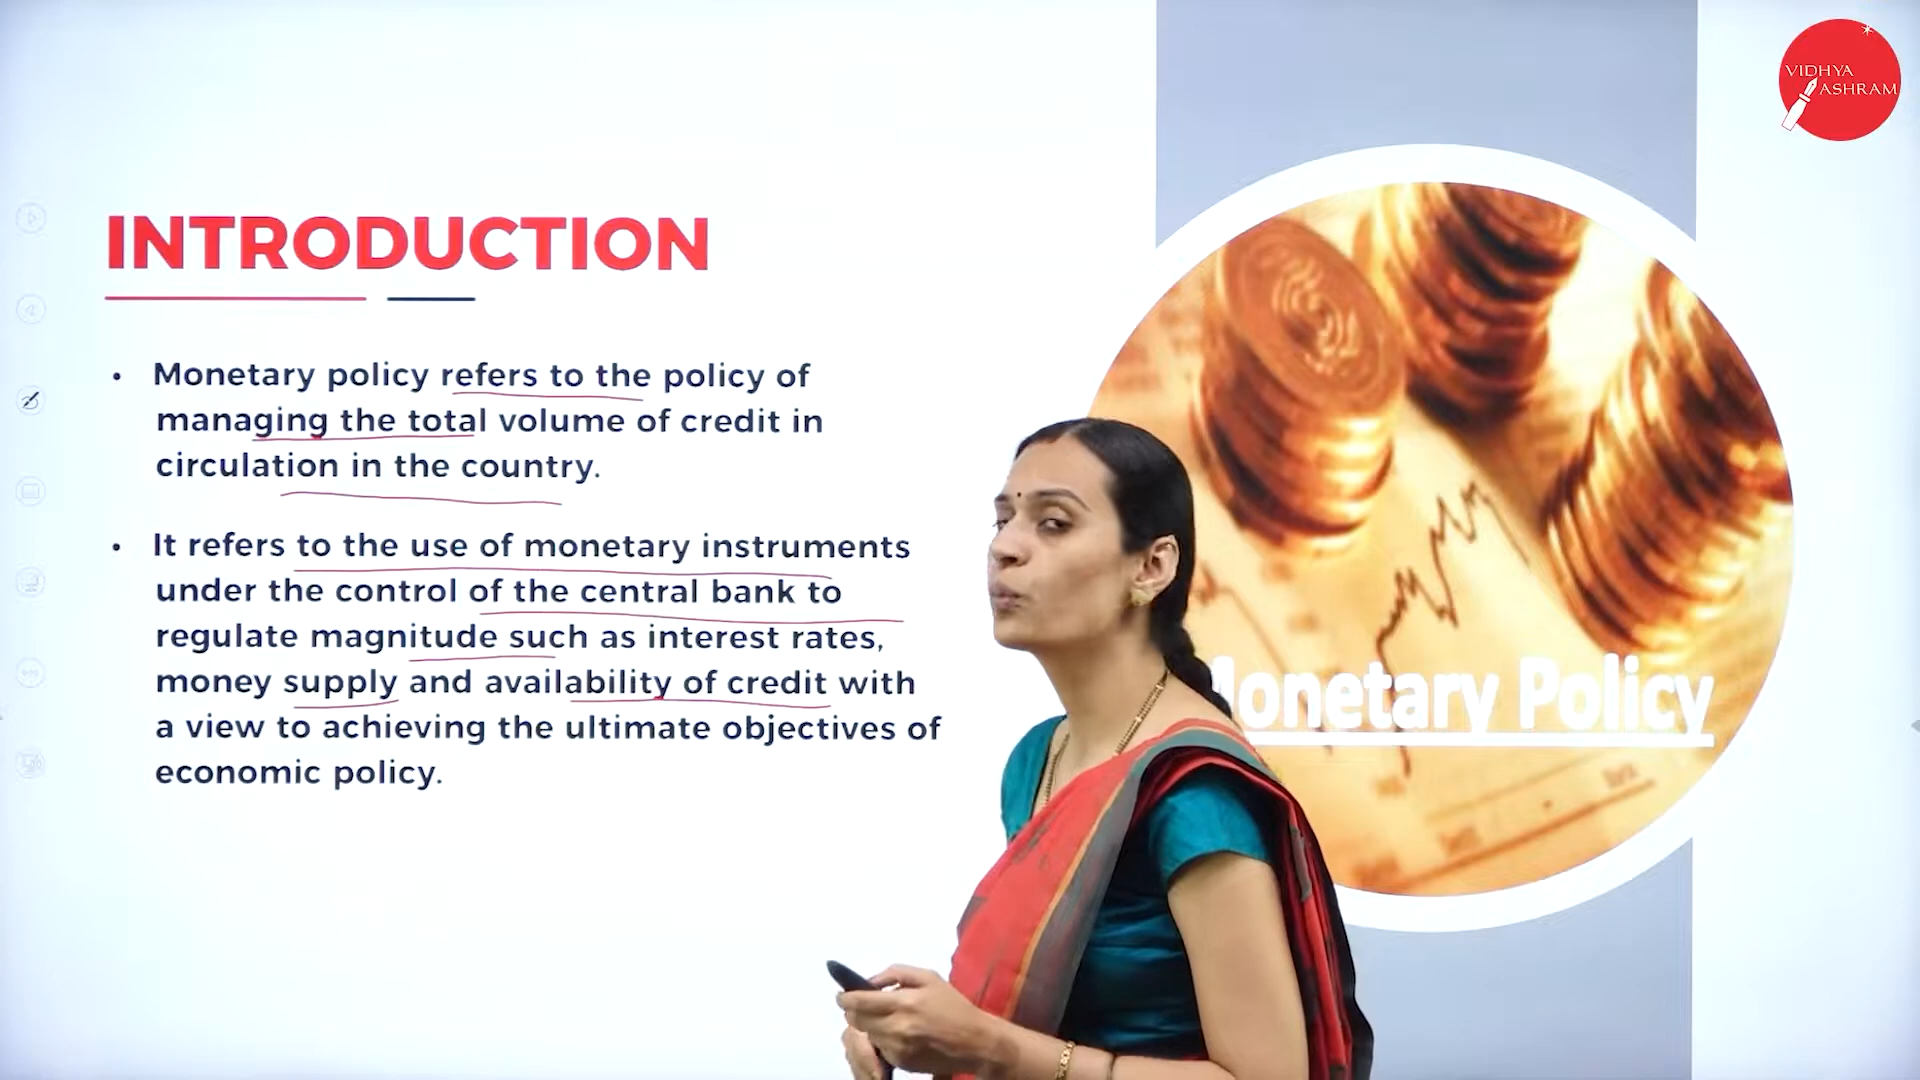 VIDHYA
ASHRAM
INTRODUCTION
• Monetary policy refers to the policy of
managing the total volume of credit in
circulation in the country.
• It refers to the use of monetary instruments
under the control of the central bank to
regulate magnitude such as interest rates,
money supply and availability of credit with
a view to achieving the ultimate objectives of
economic policy.
Monetary Policy